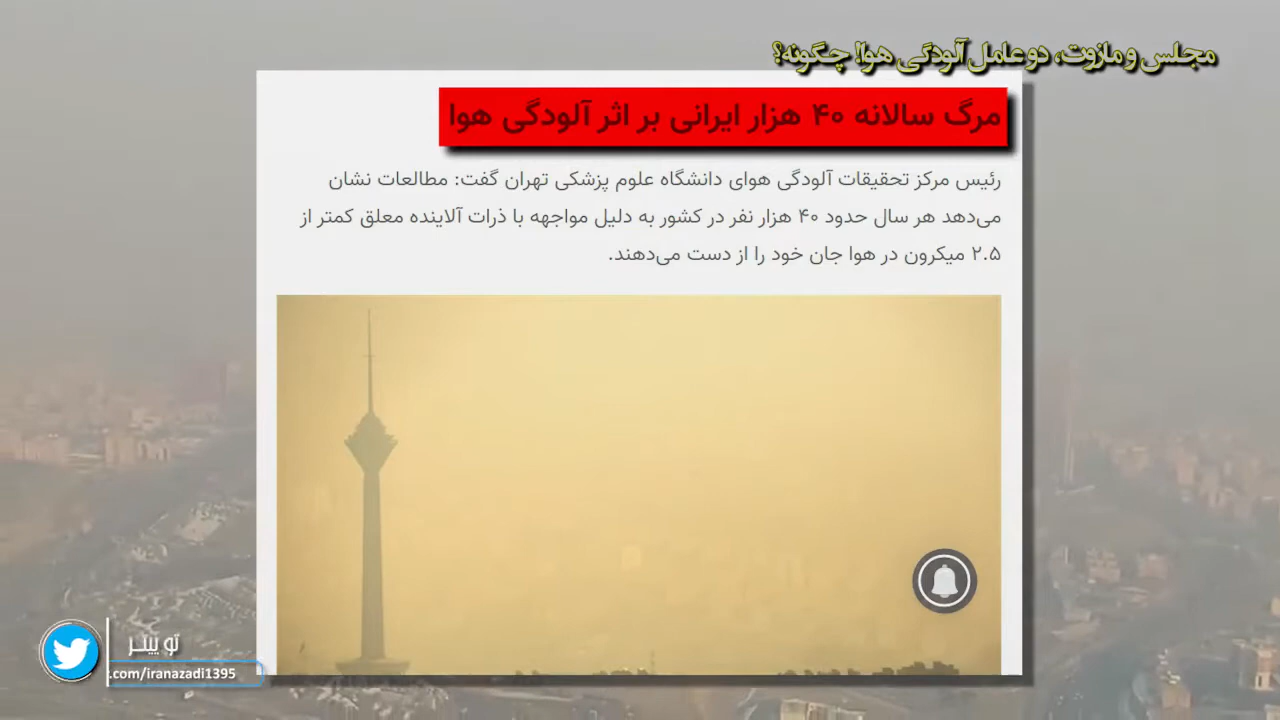 مجلس و مازوت، دو عامل آلودگی هوا! چگونه؟
مرگ سالانه ۴۰ هزار ایرانی بر اثر آلودگی هوا
رئیس مرکز تحقیقات آلودگی هوای دانشگاه علوم پزشکی تهران گفت: مطالعات نشان
می‌دهد هر سال حدود ۴۰ هزار نفر در کشور به دلیل مواجهه با ذرات آلاینده معلق کمتر از
۲.۵ میکرون در هوا جان خود را از دست می‌دهند.
تو ییتر
.com/iranazadi1395